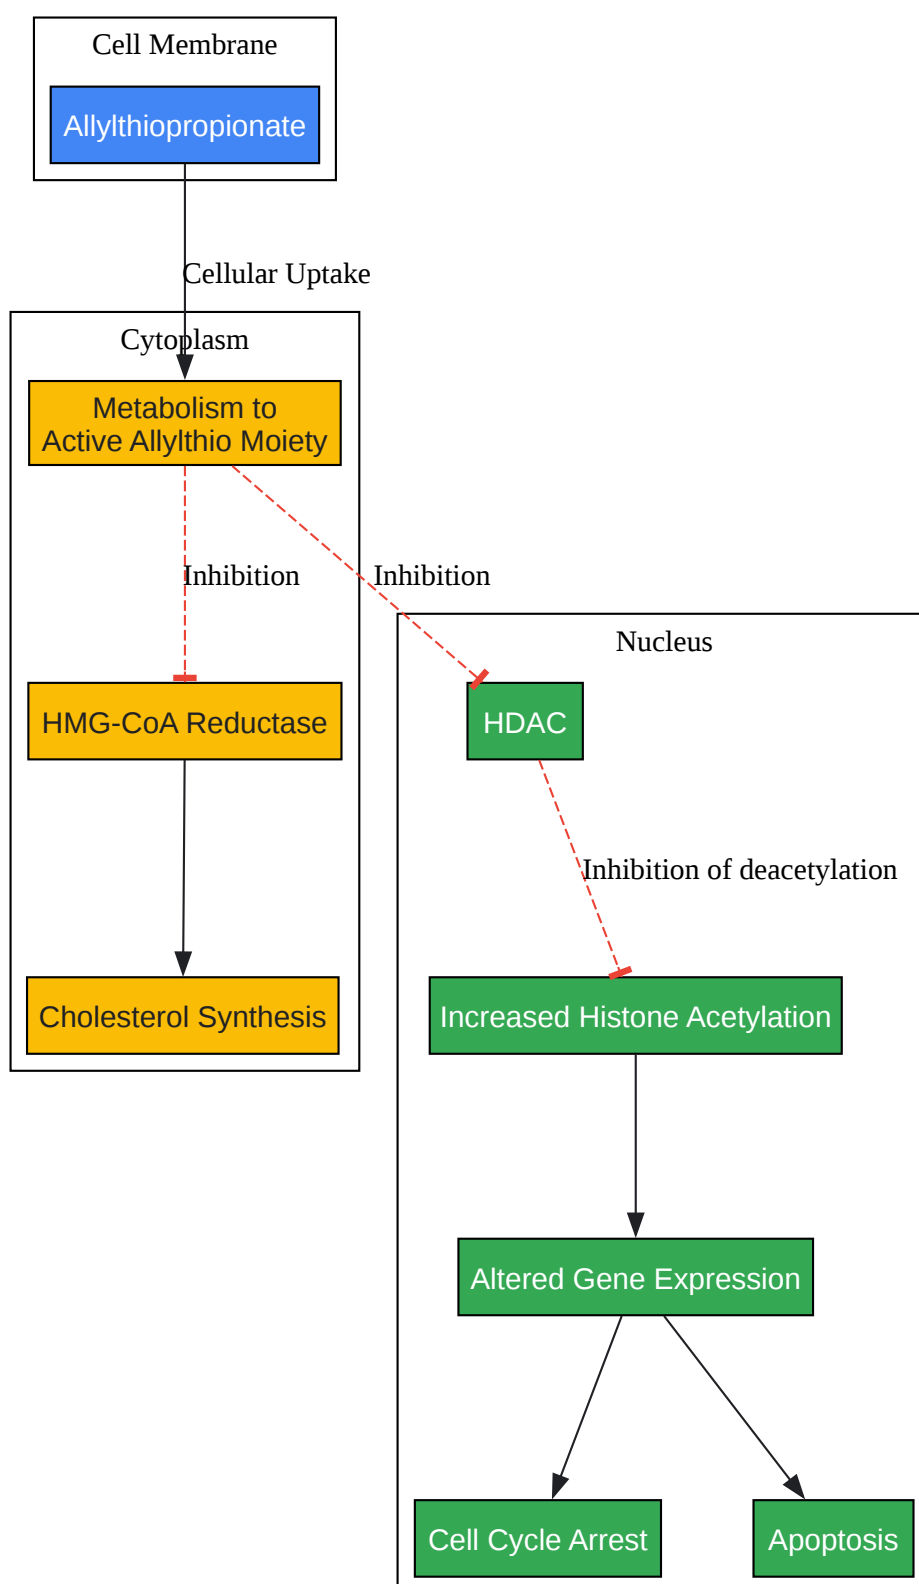 Cell Membrane
Allylthiopropionate
Cellular Uptake
Cytoplasm
Metabolism to
Active Allylthio Moiety
Inhibition
Inhibition
Nucleus
HMG-CoA Reductase
HDAC
Inhibition of deacetylation
Cholesterol Synthesis
Increased Histone Acetylation
Altered Gene Expression
Cell Cycle Arrest
Apoptosis